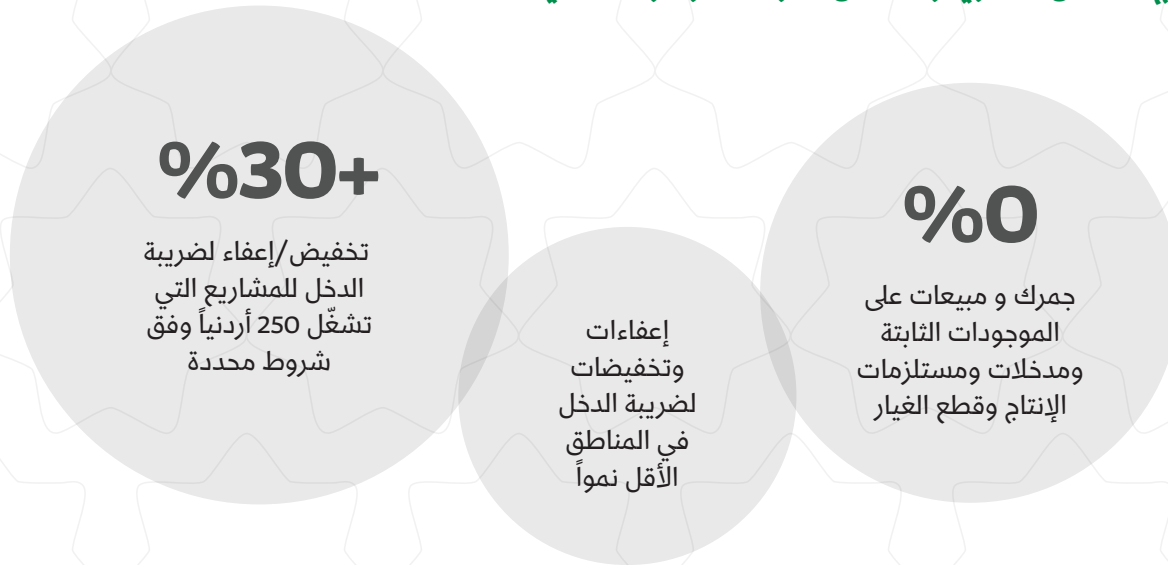 %0
جمرك و مبيعات على
الموجودات الثابتة
ومدخلات ومستلزمات
الإنتاج وقطع الغيار
إعفاءات
وتخفيضات
لضريبة الدخل
في المناطق
الأقل نمواً
%30+
تخفيض/إعفاء لضريبة
الدخل للمشاريع التي
تشغّل 250 أردنياً وفق
شروط محددة